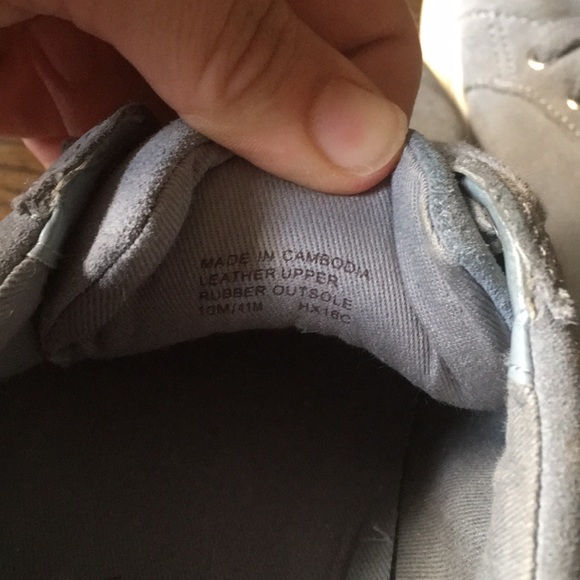 MADE IN CAMBODIA
LEATHER UPPER
RUBBER OUTSOLE
10M/41M HX16C